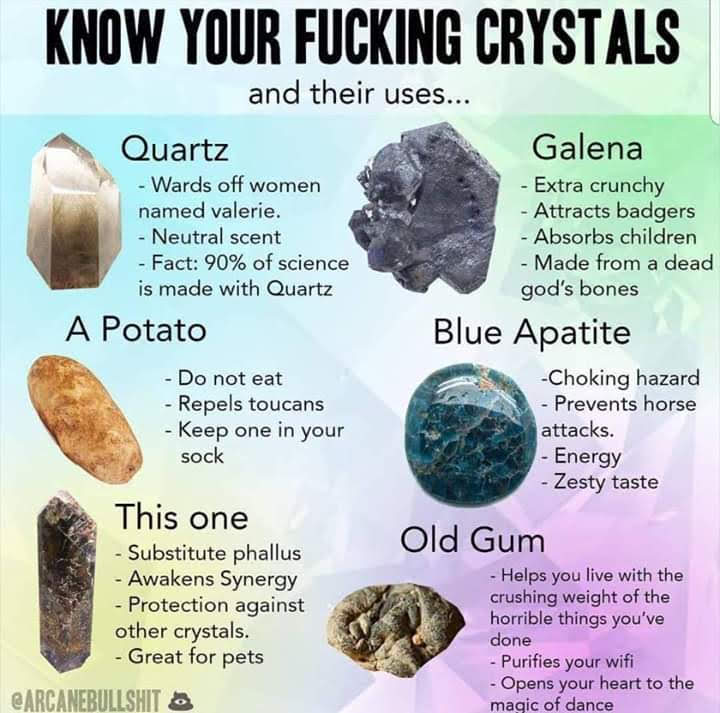 KNOW YOUR FUCKING CRYSTALS
and their uses...
Quartz
- Wards off women
named valerie.
- Neutral scent
- Fact: 90% of science
is made with Quartz
Galena
- Extra crunchy
- Attracts badgers
- Absorbs children
- Made from a dead
god's bones
A Potato
- Do not eat
- Repels toucans
- Keep one in your
sock
Blue Apatite
-Choking hazard
- Prevents horse
attacks.
- Energy
- Zesty taste
This one
- Substitute phallus
- Awakens Synergy
- Protection against
other crystals.
- Great for pets
Old Gum
- Helps you live with the
crushing weight of the
horrible things you've
done
- Purifies your wifi
- Opens your heart to the
magic of dance
@ARCANEBULLSHIT